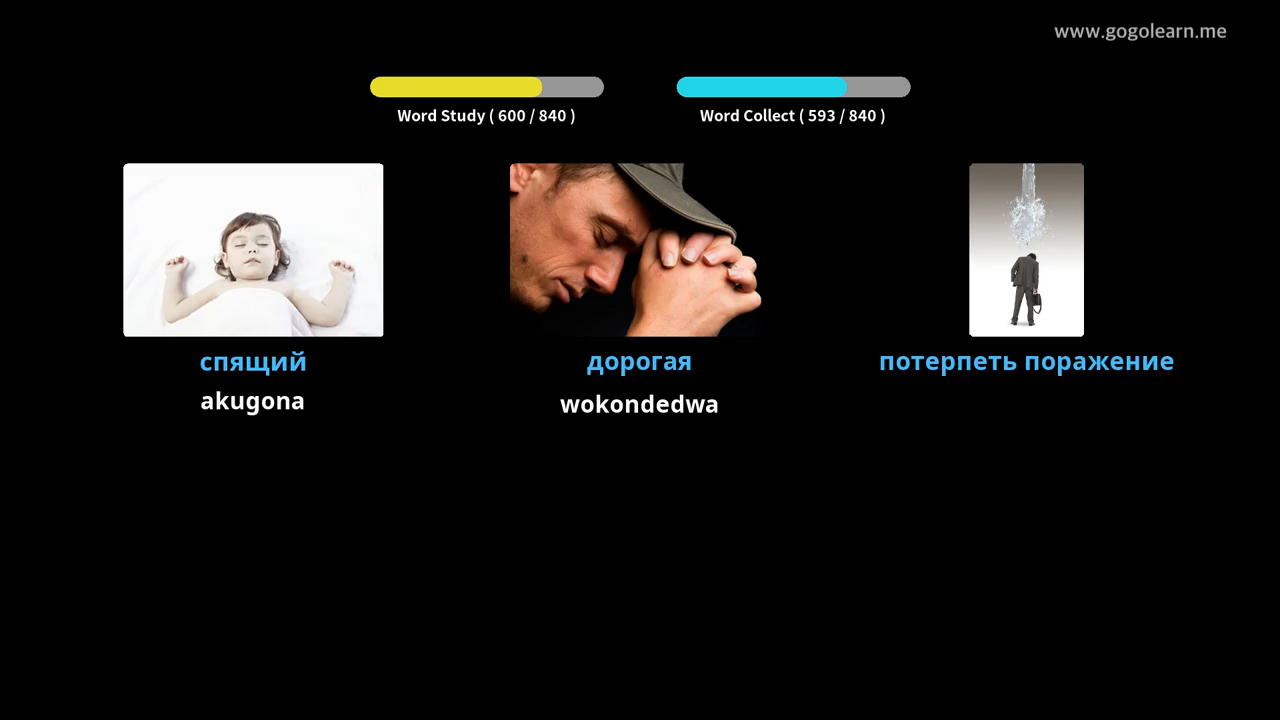 www.gogolearn.me
Word Study ( 600 / 840 )
Word Collect ( 593 / 840 )
спящий
дорогая
потерпеть поражение
akugona
wokondedwa